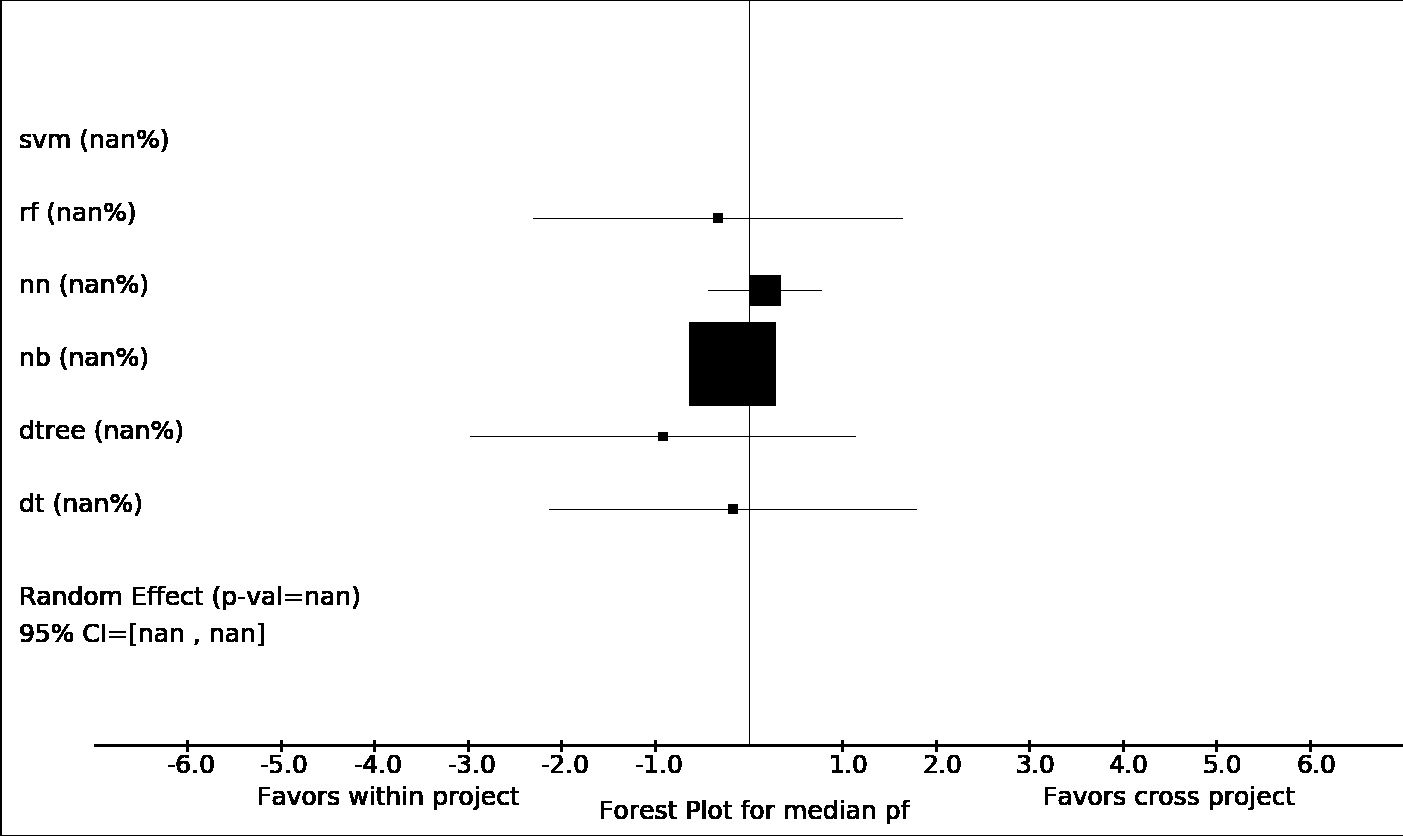 svm (nan%)
rf (nan%)
nn (nan%)
nb (nan%)
dtree (nan%)
dt (nan%)
Random Effect (p-val=nan)
95% CI=[nan , nan]
-6.0 -5.0 -4.0 -3.0 -2.0 -1.0 1.0 2.0 3.0 4.0 5.0 6.0
Favors within project Forest Plot for median pf Favors cross project